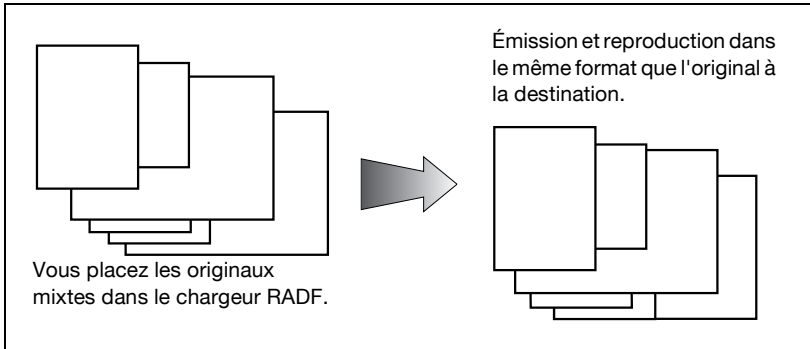 Émission et reproduction dans
le même format que l'original à
la destination.
Vous placez les originaux
mixtes dans le chargeur RADF.